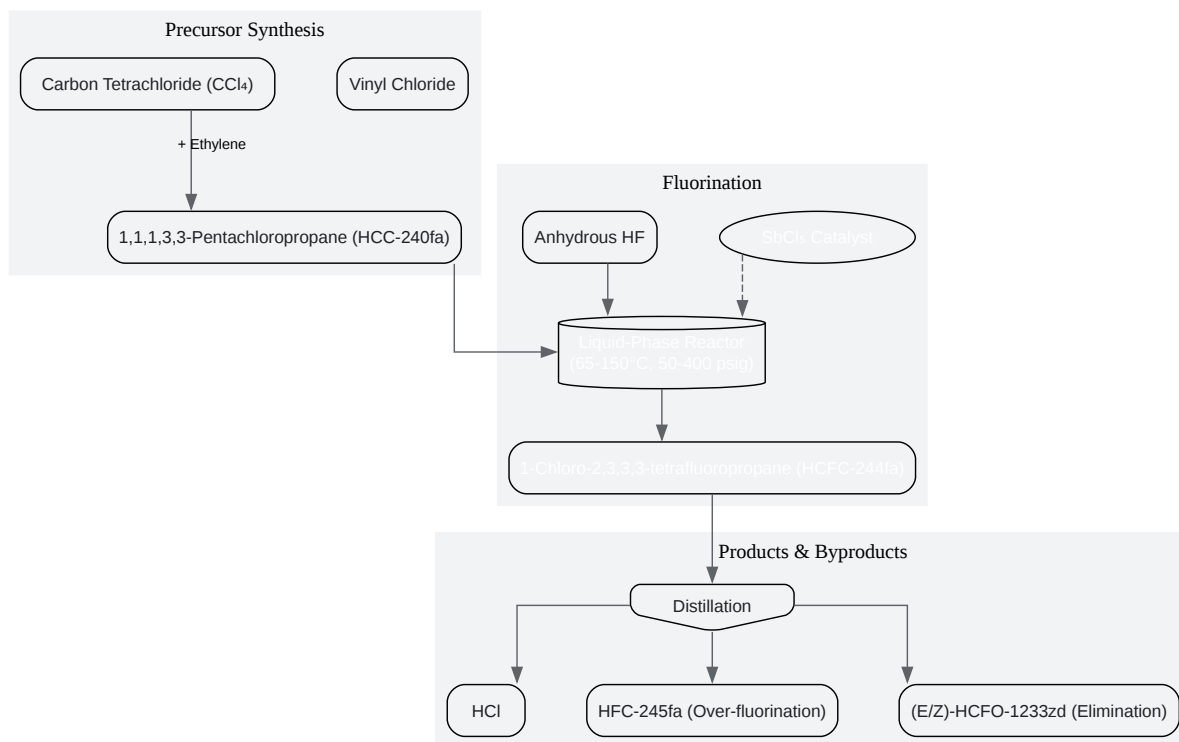 Precursor Synthesis
Carbon Tetrachloride (CCl₄)
Vinyl Chloride
+ Ethylene
1,1,1,3,3-Pentachloropropane (HCC-240fa)
Fluorination
Anhydrous HF
SbCl₅ Catalyst
Liquid-Phase Reactor
(65-150°C, 50-400 psig)
1-Chloro-2,3,3,3-tetrafluoropropane (HCFC-244fa)
Products & Byproducts
Distillation
HCl
HFC-245fa (Over-fluorination)
(E/Z)-HCFO-1233zd (Elimination)